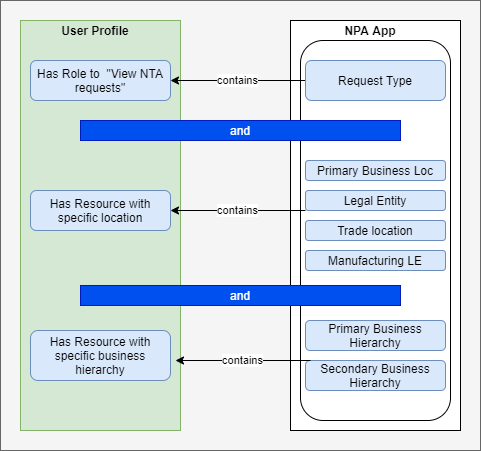 User Profile
NPA App
Has Role to "View NTA
requests"
contains
Request Type
and
Primary Business Loc
Has Resource with
specific location
contains
Legal Entity
Trade location
Manufacturing LE
and
Has Resource with
specific business
hierarchy
contains
Primary Business
Hierarchy
Secondary Business
Hierarchy